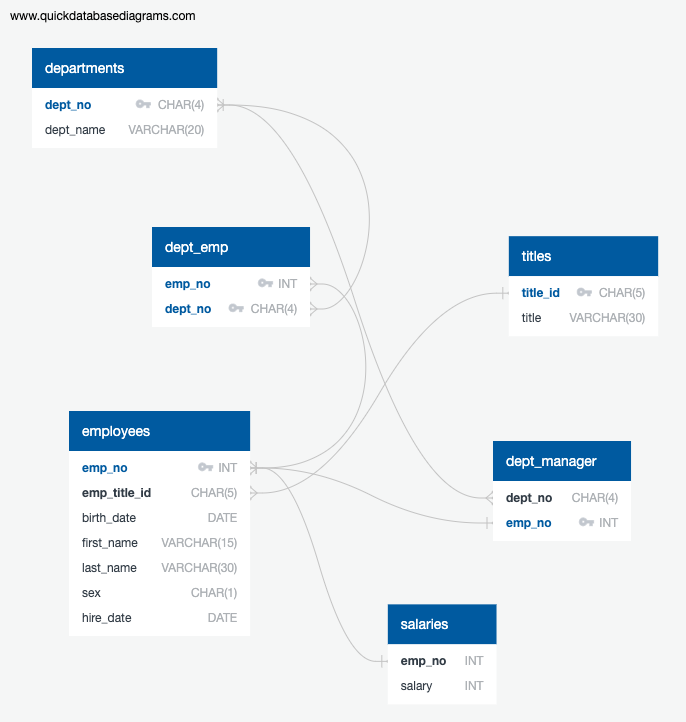 www.quickdatabasediagrams.com
departments
dept_no CHAR(4)
dept_name VARCHAR(20)
dept_emp
emp_no INT
dept_no CHAR(4)
titles
title_id CHAR(5)
title VARCHAR(30)
employees
emp_no INT
emp_title_id CHAR(5)
birth_date DATE
first_name VARCHAR(15)
last_name VARCHAR(30)
sex CHAR(1)
hire_date DATE
dept_manager
dept_no CHAR(4)
emp_no INT
salaries
emp_no INT
salary INT